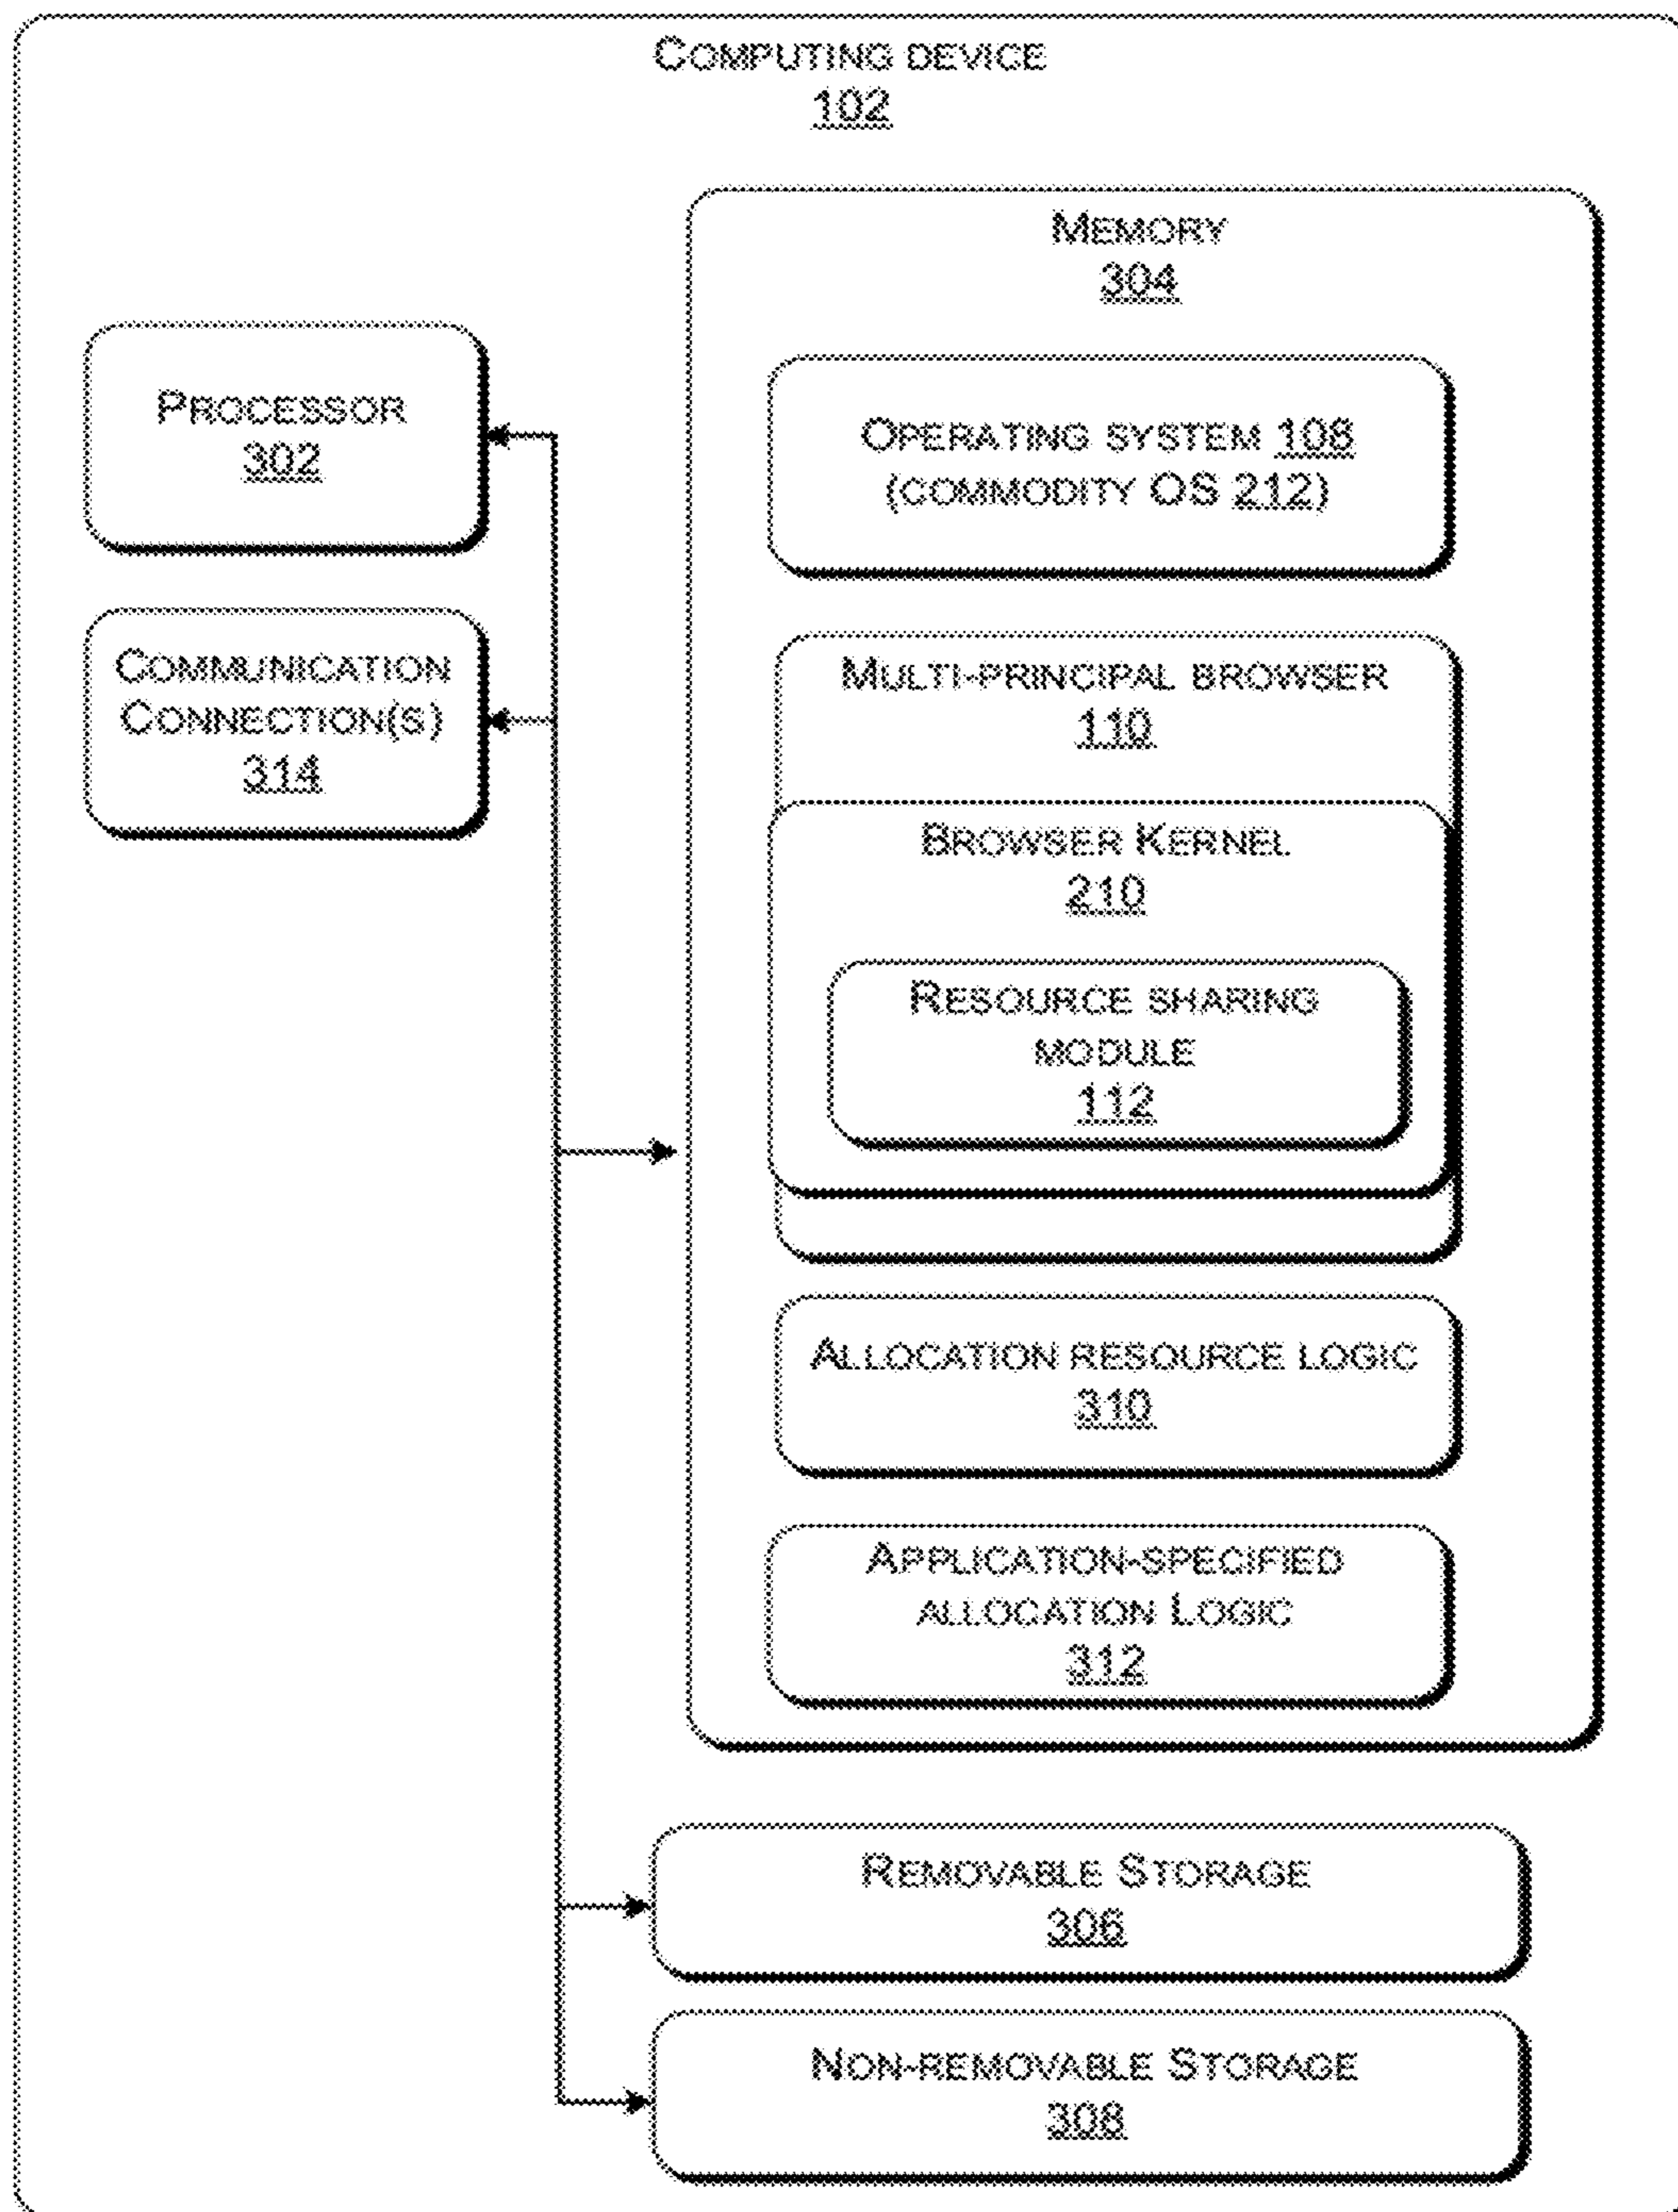 COMPUTING DEVICE
102
MEMORY
304
PROCESSOR
302
OPERATING SYSTEM 108
(COMMODITY OS 212)
COMMUNICATION
CONNECTION(S)
314
MULTI-PRINCIPAL BROWSER
110
BROWSER KERNEL
210
RESOURCE SHARING
MODULE
112
ALLOCATION RESOURCE LOGIC
310
APPLICATION-SPECIFIED
ALLOCATION LOGIC
312
REMOVABLE STORAGE
306
NON-REMOVABLE STORAGE
308